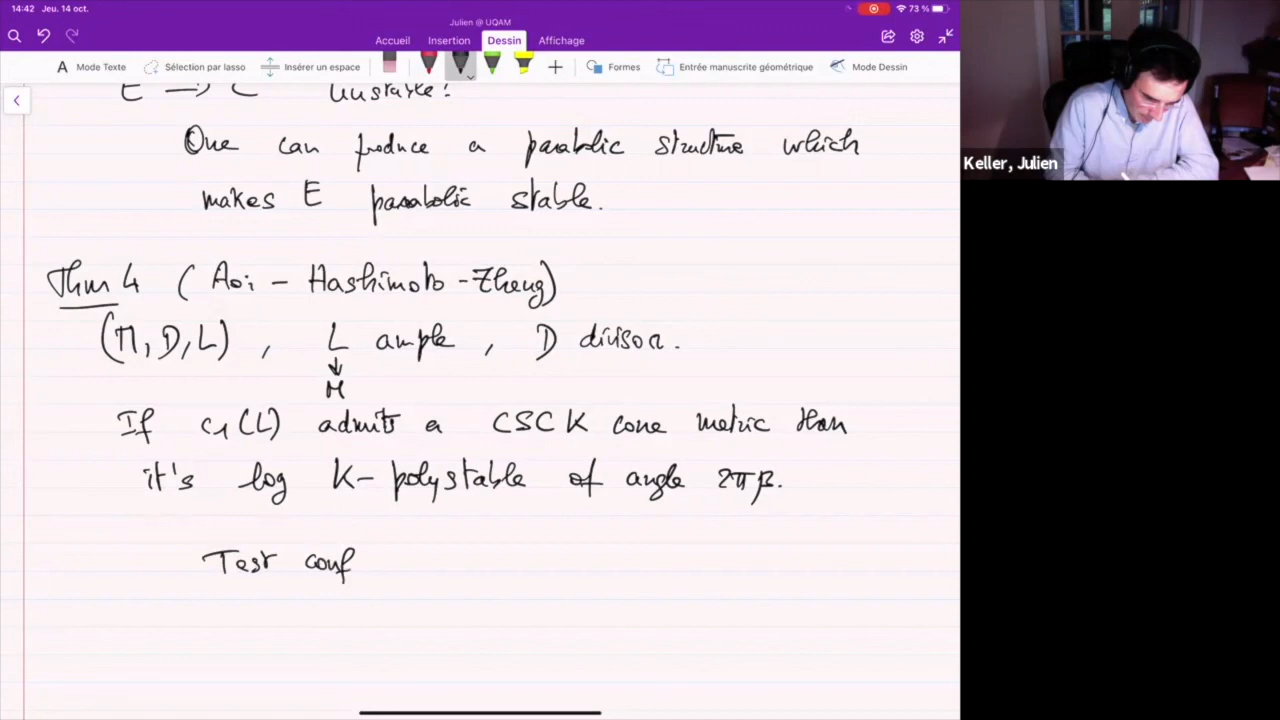 14:42 Jeu. 14 oct.
73 %
Julien @ UQAM
Accueil Insertion Dessin Affichage
Mode Texte Sélection par lasso Insérer un espace Formes Entrée manuscrite géométrique Mode Dessin
E unstable?
One can produce a parabolic structure which
makes E parabolic stable.
Thm 4 (Aoi - Hashimoto - Zheng)
(M, D, L), L ample, D divisor.
↓
M
If c₁(L) admits a CSCK cone metric then
it's log K-polystable of angle 2πβ.
Test conf
Keller, Julien